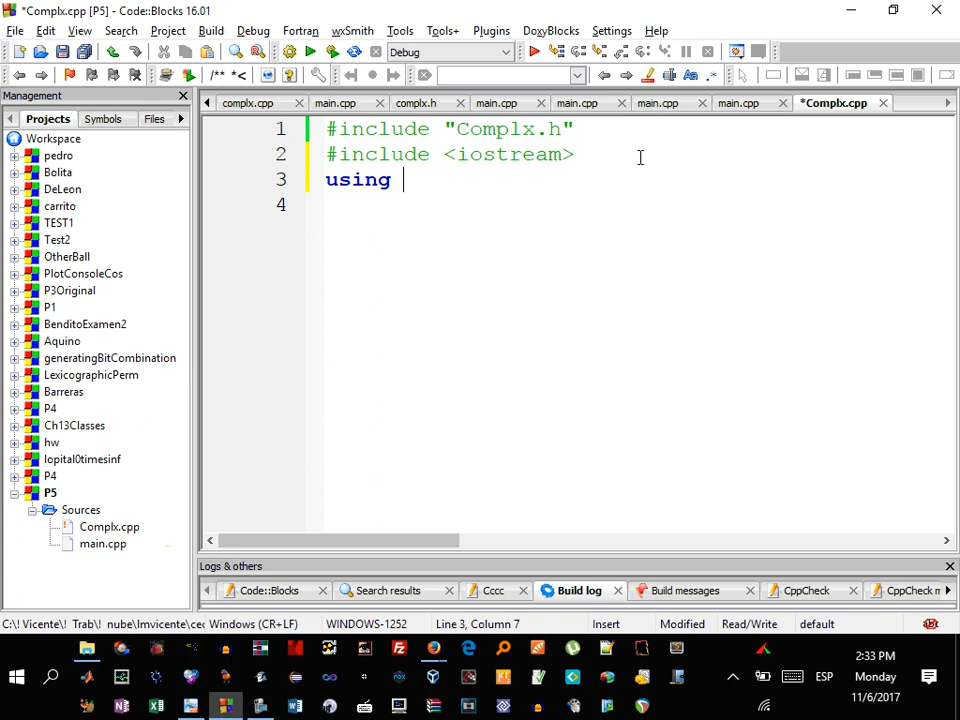 *Complx.cpp [P5] - Code::Blocks 16.01
File Edit View Search Project Build Debug Fortran wxSmith Tools Tools+ Plugins DoxyBlocks Settings Help
Debug
/** *<
Management
Projects Symbols Files
complx.cpp main.cpp complx.h main.cpp main.cpp main.cpp main.cpp *Complx.cpp
Workspace
pedro
Bolita
DeLeon
carrito
TEST1
Test2
OtherBall
PlotConsoleCos
P3Original
P1
BenditoExamen2
Aquino
generatingBitCombination
LexicographicPerm
Barreras
P4
Ch13Classes
hw
lopital0timesinf
P4
P5
Sources
Complx.cpp
main.cpp
1 #include "Complx.h"
2 #include <iostream>
3 using
4
Logs & others
Code::Blocks Search results Cccc Build log Build messages CppCheck
C:\! Vicente\! Trab\! nube\lmvicente\cec Windows (CR+LF) WINDOWS-1252 Line 3, Column 7 Insert Modified Read/Write default
ESP
2:33 PM
Monday
11/6/2017